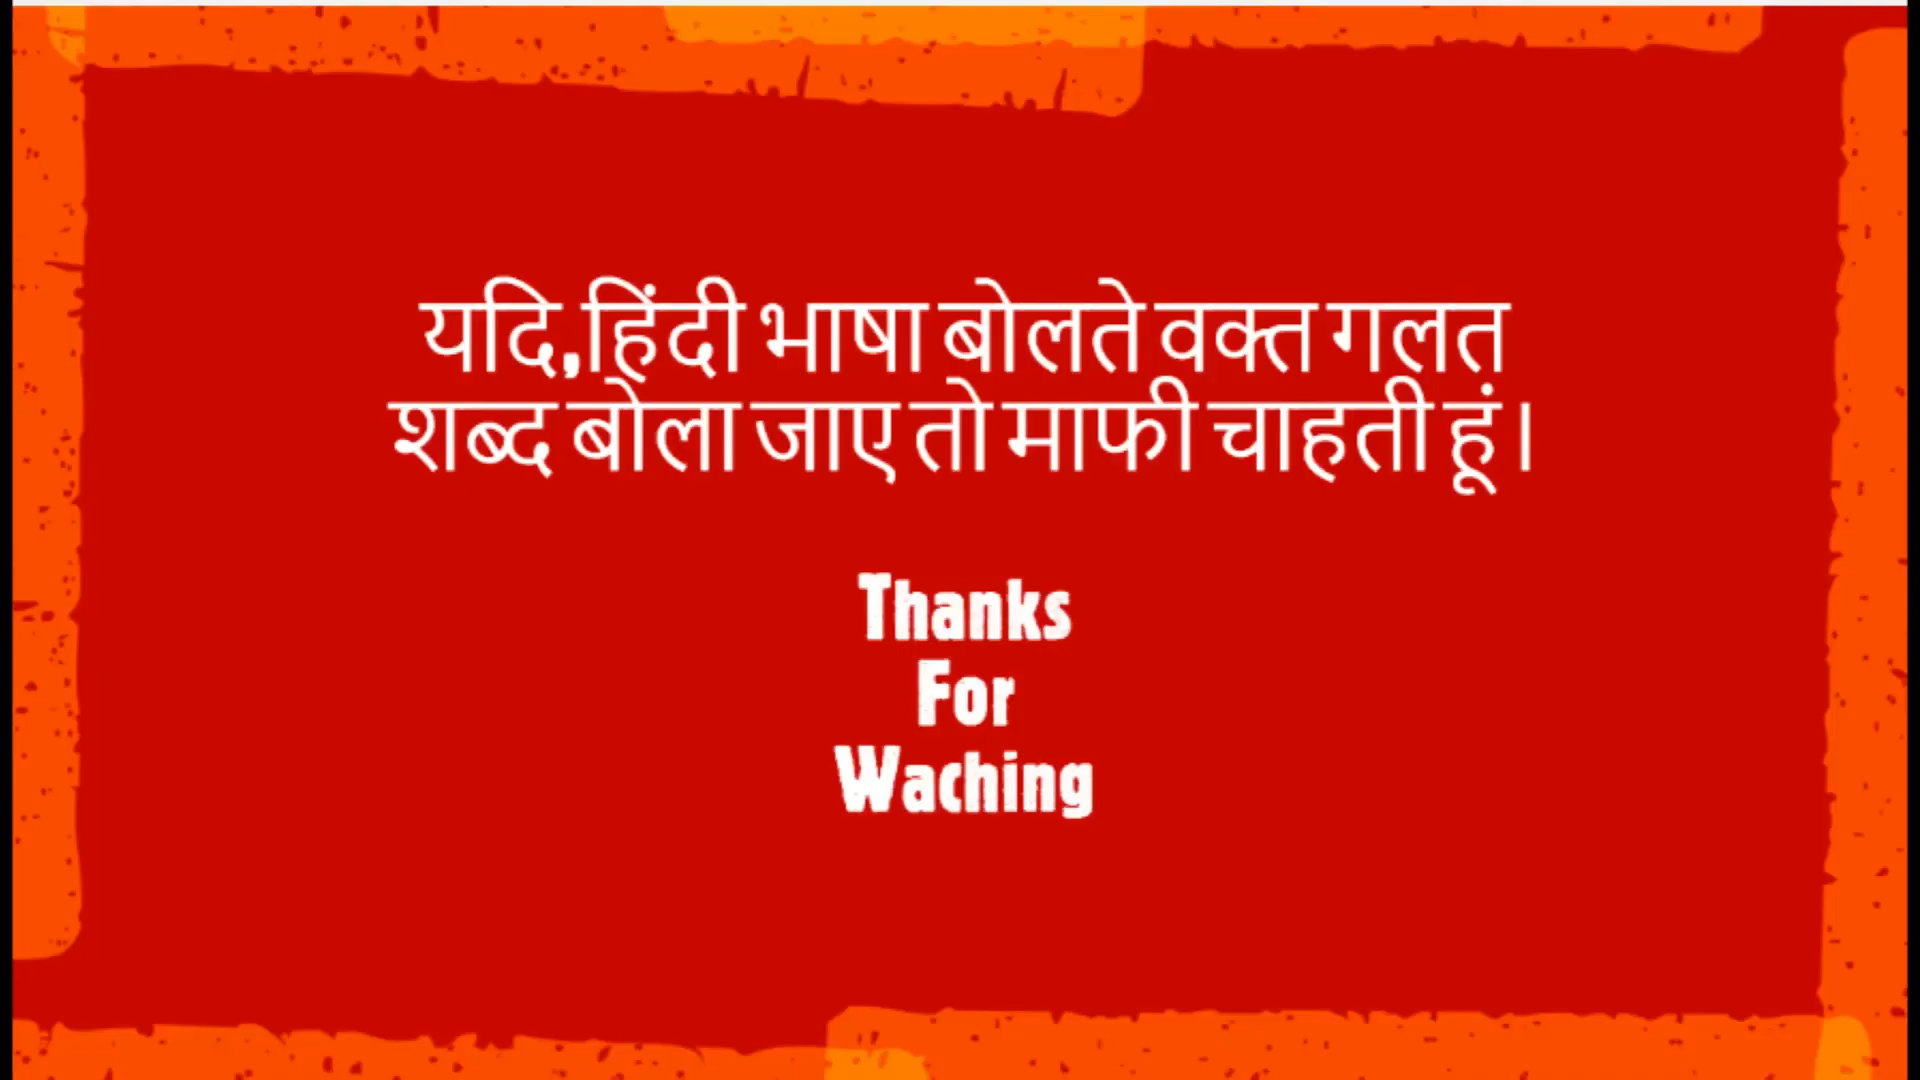 यदि,हिंदी भाषा बोलते वक्त गलत
शब्द बोला जाए तो माफी चाहती हूं।
Thanks
For
Waching